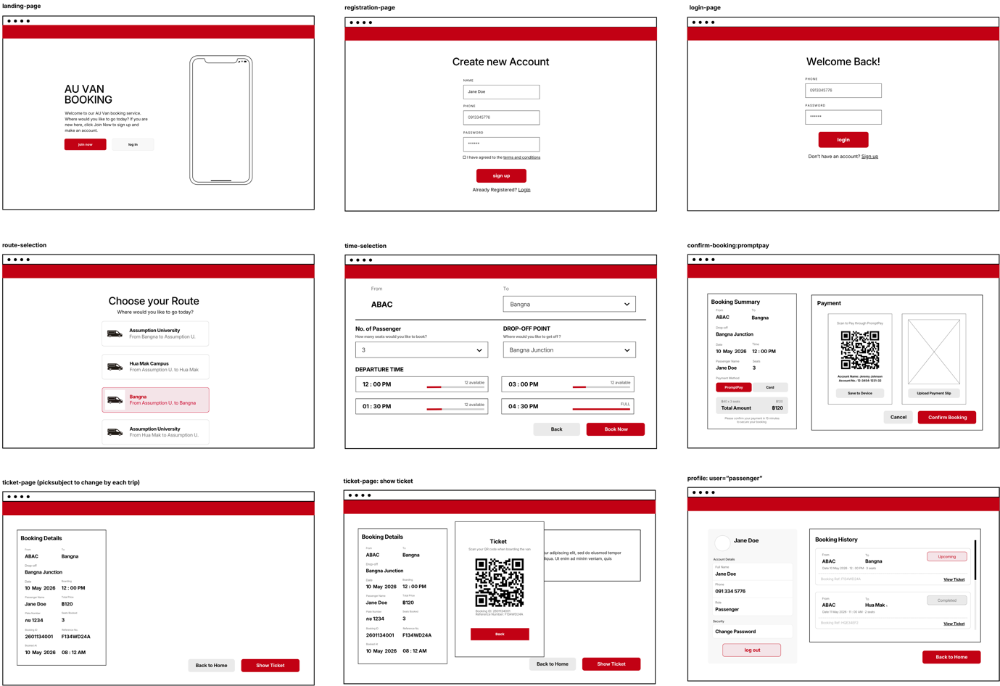 landing-page
AU VAN
BOOKING
Welcome to our AU Van booking service.
Where would you like to go today? If you are
new here, click Join Now to sign up and
make an account.
join now
log in
registration-page
Create new Account
NAME
Jane Doe
PHONE
0913345776
PASSWORD
******
I have agreed to the terms and conditions
sign up
Already Registered? Login
login-page
Welcome Back!
PHONE
0913345776
PASSWORD
******
login
Don't have an account? Sign up
route-selection
Choose your Route
Where would you like to go today?
Assumption University
From Bangna to Assumption U.
Hua Mak Campus
From Assumption U. to Hua Mak
Bangna
From Assumption U. to Bangna
Assumption University
From Hua Mak to Assumption U.
time-selection
From
To
ABAC
Bangna
No. of Passenger
How many seats would you like to book?
3
DROP-OFF POINT
Where would you like to get off ?
Bangna Junction
DEPARTURE TIME
12 : 00 PM
12 available
03 : 00 PM
12 available
01 : 30 PM
12 available
04 : 30 PM
FULL
Back
Book Now
confirm-booking:promptpay
Booking Summary
From
To
ABAC
Bangna
Drop-off
Bangna Junction
Date
Time
10 May 2026
12 : 00 PM
Passenger Name
Seats
Jane Doe
3
Payment Method
PromptPay
Card
฿40 x 3 seats
฿120
Total Amount
฿120
Please confirm your payment in 15 minutes
to secure your booking
Payment
Scan to Pay through PromptPay
Account Name: Jeremy Johnson
Account No.: 12-3454-1231-32
Save to Device
Upload Payment Slip
Cancel
Confirm Booking
ticket-page (picksubject to change by each trip)
Booking Details
From
To
ABAC
Bangna
Drop-off
Bangna Junction
Date
Boarding
10 May 2026
12 : 00 PM
Passenger Name
Total Price
Jane Doe
฿120
Plate Number
Seats Booked
กข 1234
3
Booking ID
Reference No.
2601134001
F134WD24A
Booked At
10 May 2026
08 : 12 AM
Back to Home
Show Ticket
ticket-page: show ticket
Booking Details
From
To
ABAC
Bangna
Drop-off
Bangna Junction
Date
Boarding
10 May 2026
12 : 00 PM
Passenger Name
Total Price
Jane Doe
฿120
Plate Number
Seats Booked
กข 1234
3
Booking ID
Reference No.
2601134001
F134WD24A
Booked At
10 May 2026
08 : 12 AM
Ticket
Scan your QR code when boarding the van
Booking ID: 2601134001
Reference Number: F134WD24A
Back
ur adipiscing elit, sed do eiusmod tempor
liqua. Ut enim ad minim veniam, quis
Back to Home
Show Ticket
profile: user="passenger"
Jane Doe
Account Details
Full Name
Jane Doe
Phone
091 334 5776
Role
Passenger
Security
Change Password
log out
Booking History
From
To
ABAC
Bangna
Upcoming
Date 10 May 2026 · 12 : 00 PM · 3 seats
Booking Ref: F134WD24A
View Ticket
From
To
ABAC
Hua Mak
Completed
Date 11 May 2026 · 11 : 00 AM · 2 seats
View Ticket
Back to Home